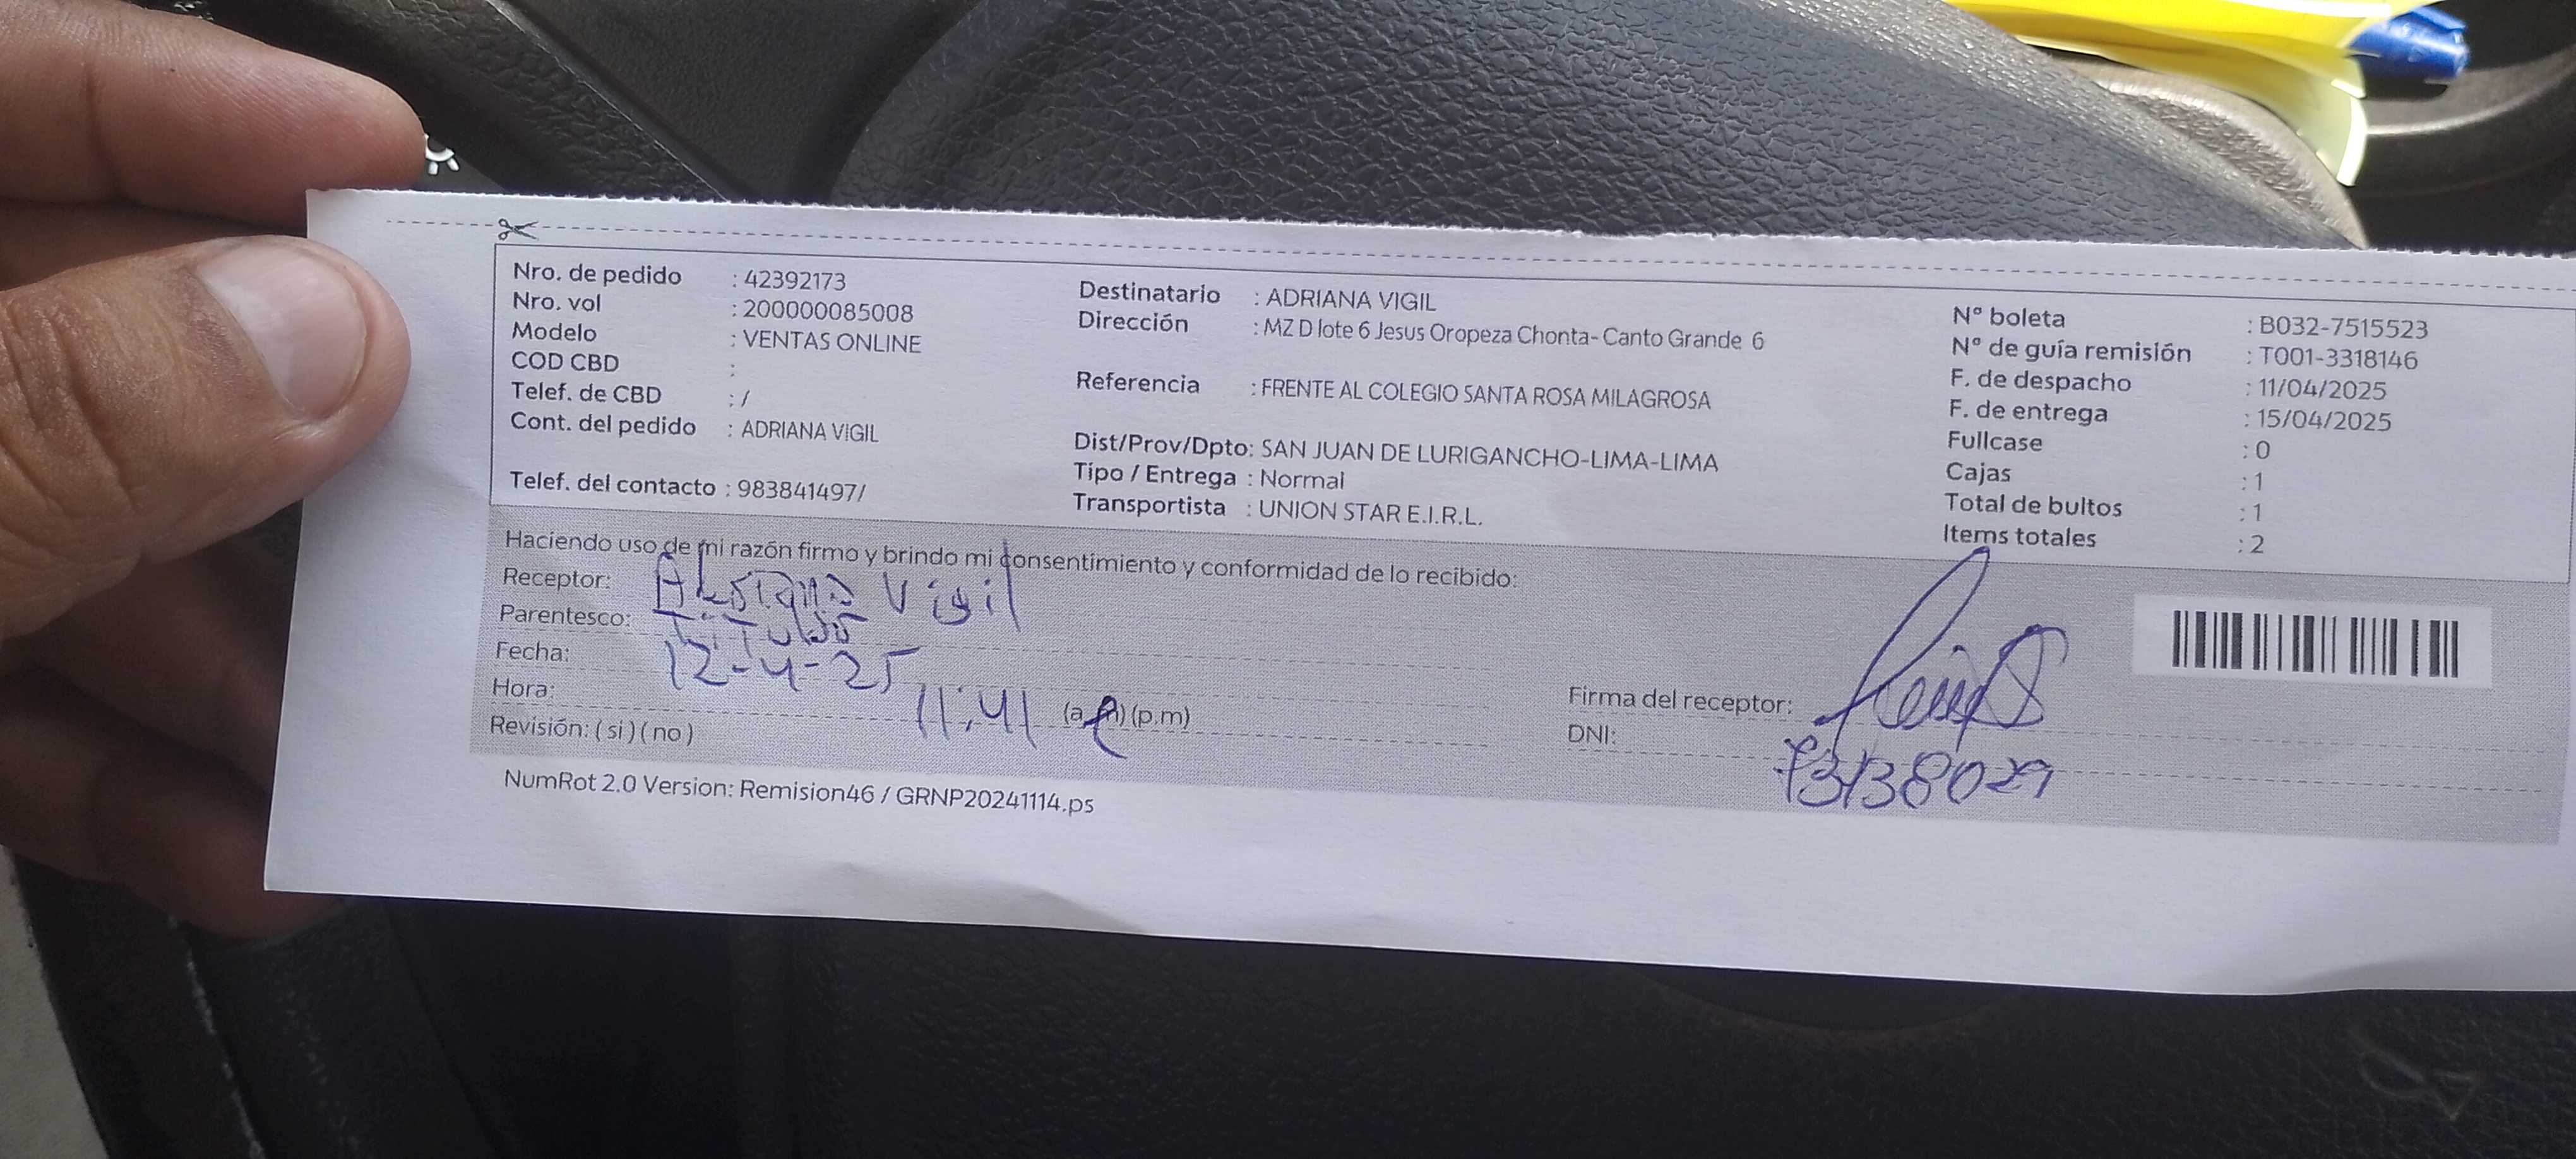 Nro. de pedido : 42392173
Nro. vol : 200000085008
Modelo : VENTAS ONLINE
COD CBD :
Telef. de CBD : /
Cont. del pedido : ADRIANA VIGIL
Telef. del contacto : 983841497/
Destinatario : ADRIANA VIGIL
Dirección : MZ D lote 6 Jesus Oropeza Chonta- Canto Grande 6
Referencia : FRENTE AL COLEGIO SANTA ROSA MILAGROSA
Dist/Prov/Dpto: SAN JUAN DE LURIGANCHO-LIMA-LIMA
Tipo / Entrega : Normal
Transportista : UNION STAR E.I.R.L.
N° boleta : B032-7515523
N° de guía remisión : T001-3318146
F. de despacho : 11/04/2025
F. de entrega : 15/04/2025
Fullcase : 0
Cajas : 1
Total de bultos : 1
Items totales : 2
Haciendo uso de mi razón firmo y brindo mi consentimiento y conformidad de lo recibido:
Receptor: Adriana Vigil
Parentesco: Titular
Fecha: 12-4-25
Hora: 11:41 (a.m) (p.m)
Revisión: ( si ) ( no )
Firma del receptor:
DNI: 73138029
NumRot 2.0 Version: Remision46 / GRNP20241114.ps